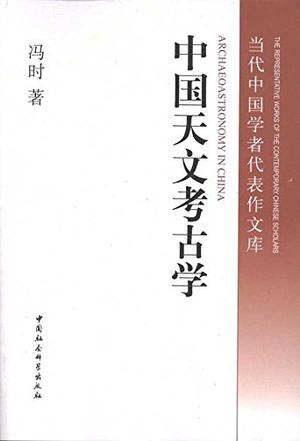 当代中国学者代表作文库
THE REPRESENTATIVE WORKS OF THE CONTEMPORARY CHINESE SCHOLARS
中国天文考古学
ARCHAEOASTRONOMY IN CHINA
冯时 著
中国社会科学出版社